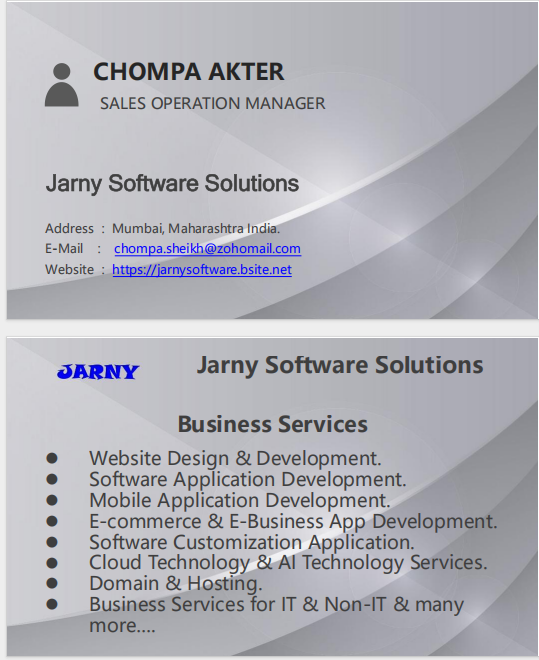 CHOMPA AKTER
SALES OPERATION MANAGER
Jarny Software Solutions
Address : Mumbai, Maharashtra India.
E-Mail : chompa.sheikh@zohomail.com
Website : https://jarnysoftware.bsite.net
JARNY
Jarny Software Solutions
Business Services
● Website Design & Development.
● Software Application Development.
● Mobile Application Development.
● E-commerce & E-Business App Development.
● Software Customization Application.
● Cloud Technology & AI Technology Services.
● Domain & Hosting.
● Business Services for IT & Non-IT & many
more....